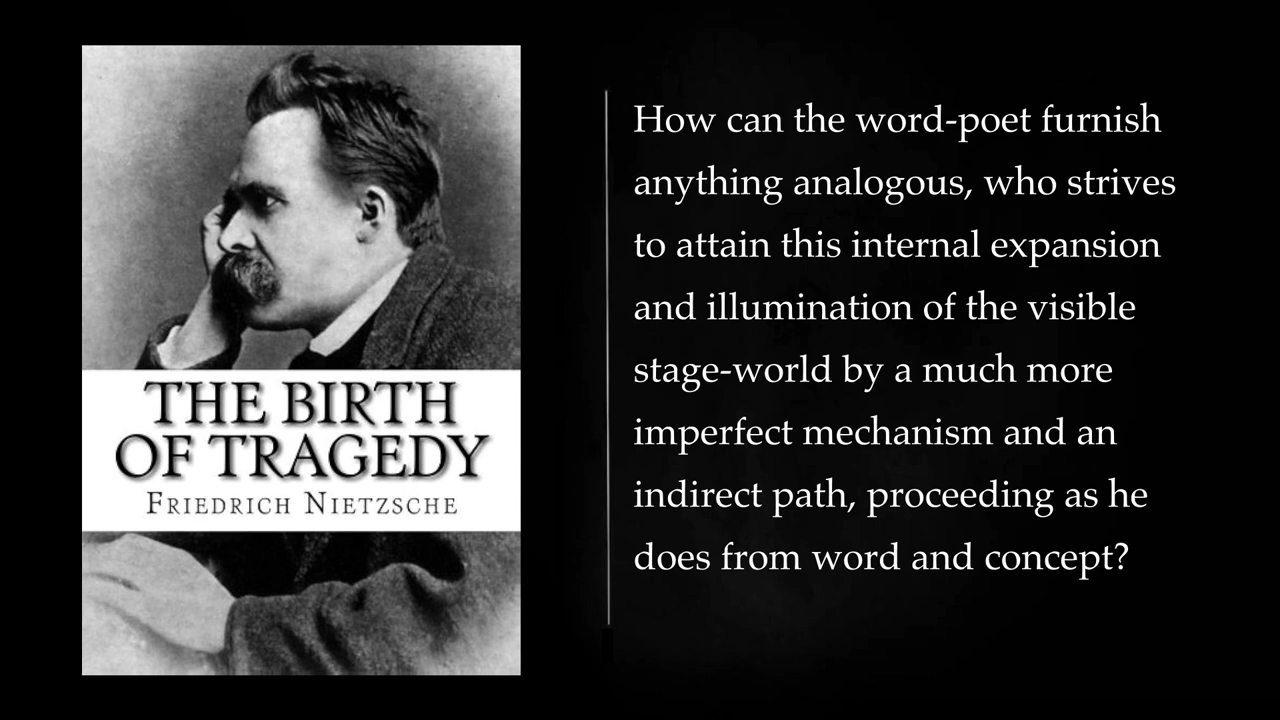 THE BIRTH
OF TRAGEDY
FRIEDRICH NIETZSCHE
How can the word-poet furnish
anything analogous, who strives
to attain this internal expansion
and illumination of the visible
stage-world by a much more
imperfect mechanism and an
indirect path, proceeding as he
does from word and concept?